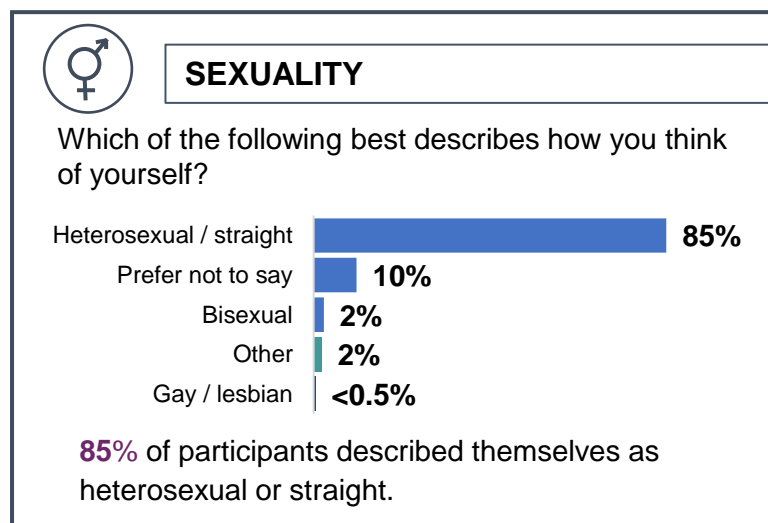 SEXUALITY
Which of the following best describes how you think
of yourself?
Heterosexual / straight 85%
Prefer not to say 10%
Bisexual 2%
Other 2%
Gay / lesbian <0.5%
85% of participants described themselves as
heterosexual or straight.